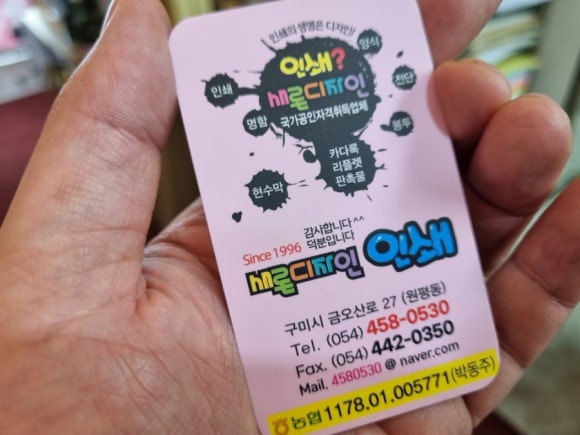 인쇄의 생명은 디자인!
인쇄?
새롬디자인
국가공인자격취득업체
인쇄
명함
현수막
카다록
리플렛
판촉물
양식
전단
봉투
감사합니다^^
덕분입니다
Since 1996
새롬디자인 인쇄
구미시 금오산로 27 (원평동)
Tel. (054) 458-0530
Fax. (054) 442-0350
Mail. 4580530 @ naver.com
농협 1178.01.005771(박동주)